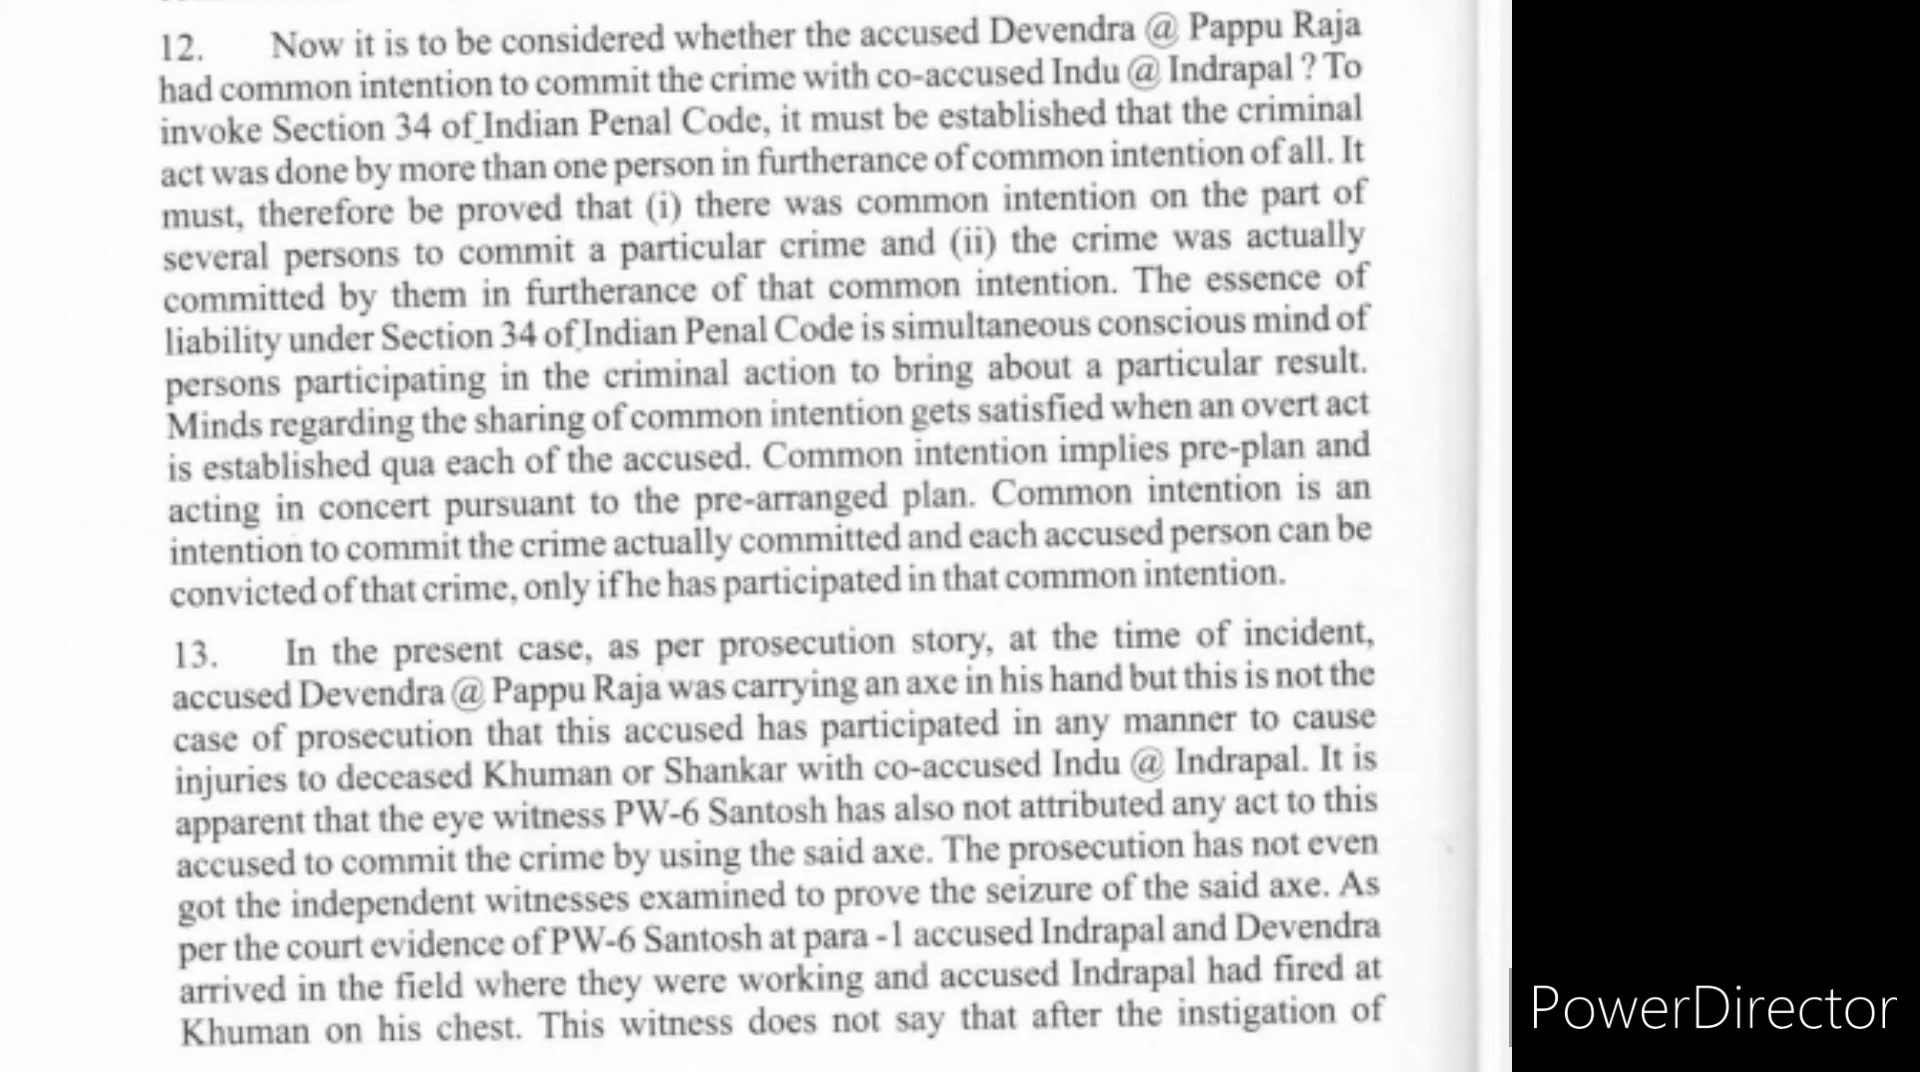 12. Now it is to be considered whether the accused Devendra @ Pappu Raja
had common intention to commit the crime with co-accused Indu @ Indrapal ? To
invoke Section 34 of Indian Penal Code, it must be established that the criminal
act was done by more than one person in furtherance of common intention of all. It
must, therefore be proved that (i) there was common intention on the part of
several persons to commit a particular crime and (ii) the crime was actually
committed by them in furtherance of that common intention. The essence of
liability under Section 34 of Indian Penal Code is simultaneous conscious mind of
persons participating in the criminal action to bring about a particular result.
Minds regarding the sharing of common intention gets satisfied when an overt act
is established qua each of the accused. Common intention implies pre-plan and
acting in concert pursuant to the pre-arranged plan. Common intention is an
intention to commit the crime actually committed and each accused person can be
convicted of that crime, only if he has participated in that common intention.
13. In the present case, as per prosecution story, at the time of incident,
accused Devendra @ Pappu Raja was carrying an axe in his hand but this is not the
case of prosecution that this accused has participated in any manner to cause
injuries to deceased Khuman or Shankar with co-accused Indu @ Indrapal. It is
apparent that the eye witness PW-6 Santosh has also not attributed any act to this
accused to commit the crime by using the said axe. The prosecution has not even
got the independent witnesses examined to prove the seizure of the said axe. As
per the court evidence of PW-6 Santosh at para -1 accused Indrapal and Devendra
arrived in the field where they were working and accused Indrapal had fired at
Khuman on his chest. This witness does not say that after the instigation of
PowerDirector